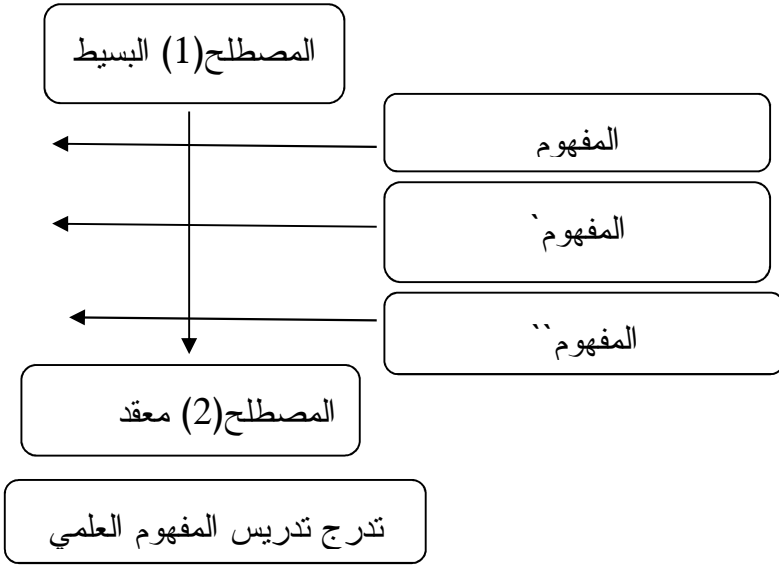 المصطلح(1) البسيط
المفهوم
المفهوم`
المفهوم``
المصطلح(2) معقد
تدرج تدريس المفهوم العلمي